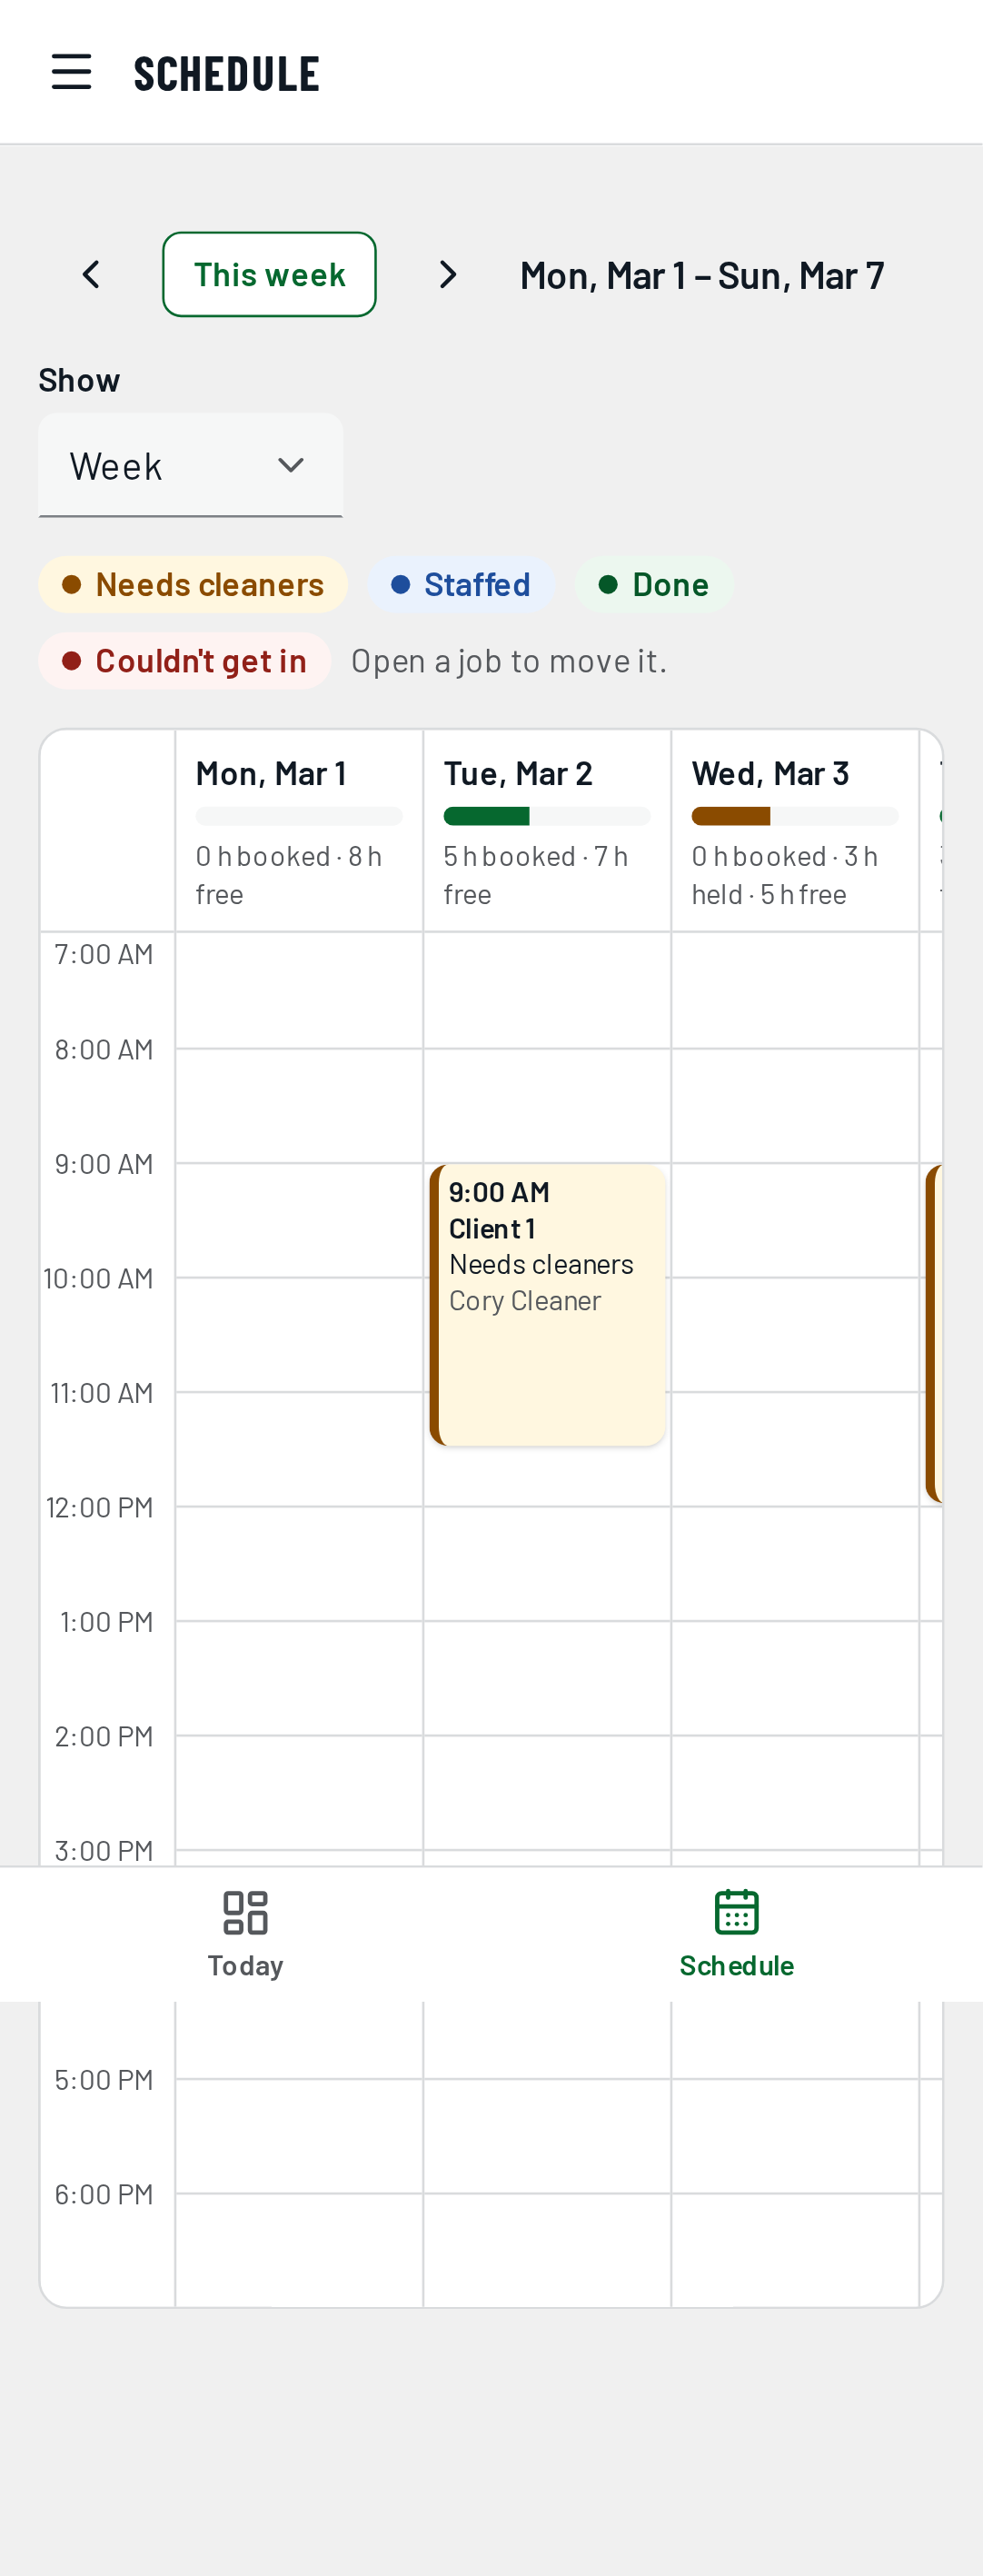 SCHEDULE
This week
Mon, Mar 1 – Sun, Mar 7
Show
Week
Needs cleaners
Staffed
Done
Couldn't get in
Open a job to move it.
Mon, Mar 1
0 h booked · 8 h
free
Tue, Mar 2
5 h booked · 7 h
free
Wed, Mar 3
0 h booked · 3 h
held · 5 h free
7:00 AM
8:00 AM
9:00 AM
9:00 AM
Client 1
Needs cleaners
Cory Cleaner
10:00 AM
11:00 AM
12:00 PM
1:00 PM
2:00 PM
3:00 PM
Today
Schedule
5:00 PM
6:00 PM